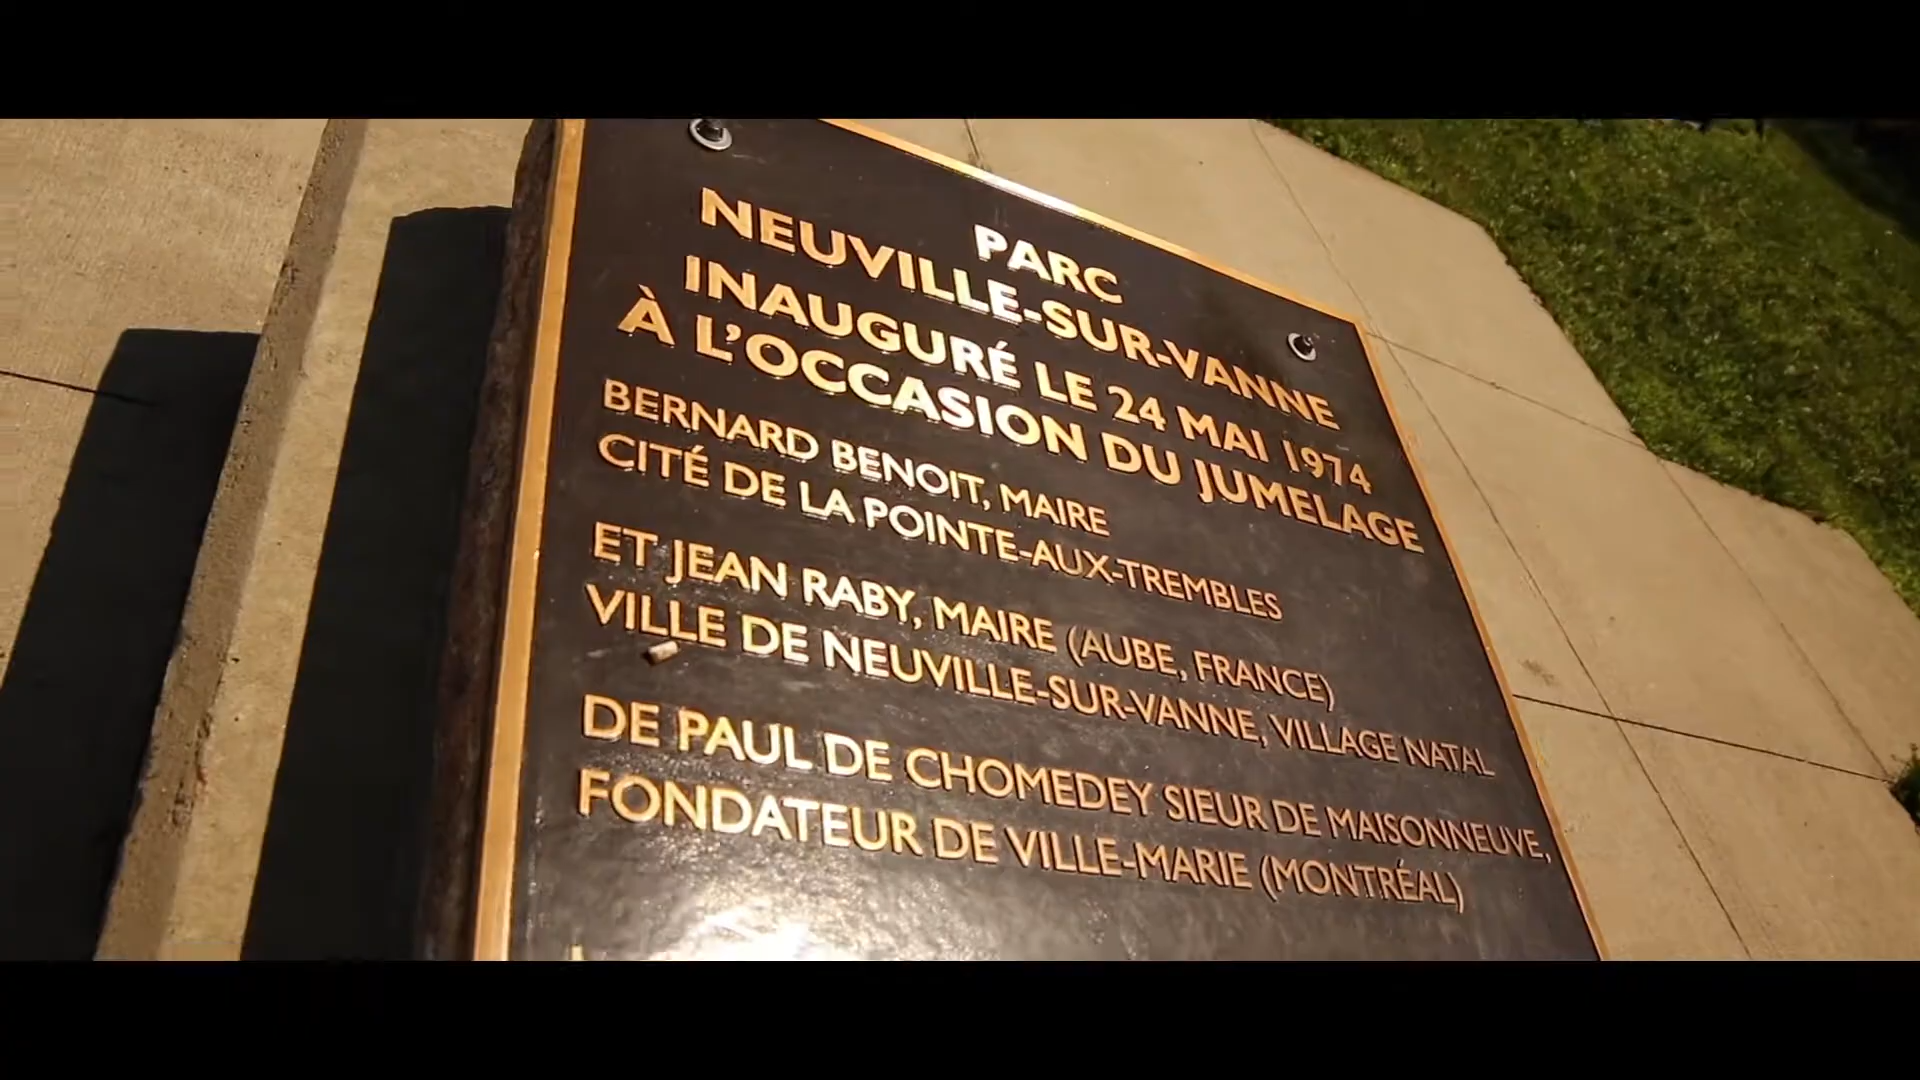 PARC
NEUVILLE-SUR-VANNE
INAUGURÉ LE 24 MAI 1974
À L'OCCASION DU JUMELAGE
BERNARD BENOIT, MAIRE
CITÉ DE LA POINTE-AUX-TREMBLES
ET JEAN RABY, MAIRE (AUBE, FRANCE)
VILLE DE NEUVILLE-SUR-VANNE, VILLAGE NATAL
DE PAUL DE CHOMEDEY SIEUR DE MAISONNEUVE,
FONDATEUR DE VILLE-MARIE (MONTRÉAL)